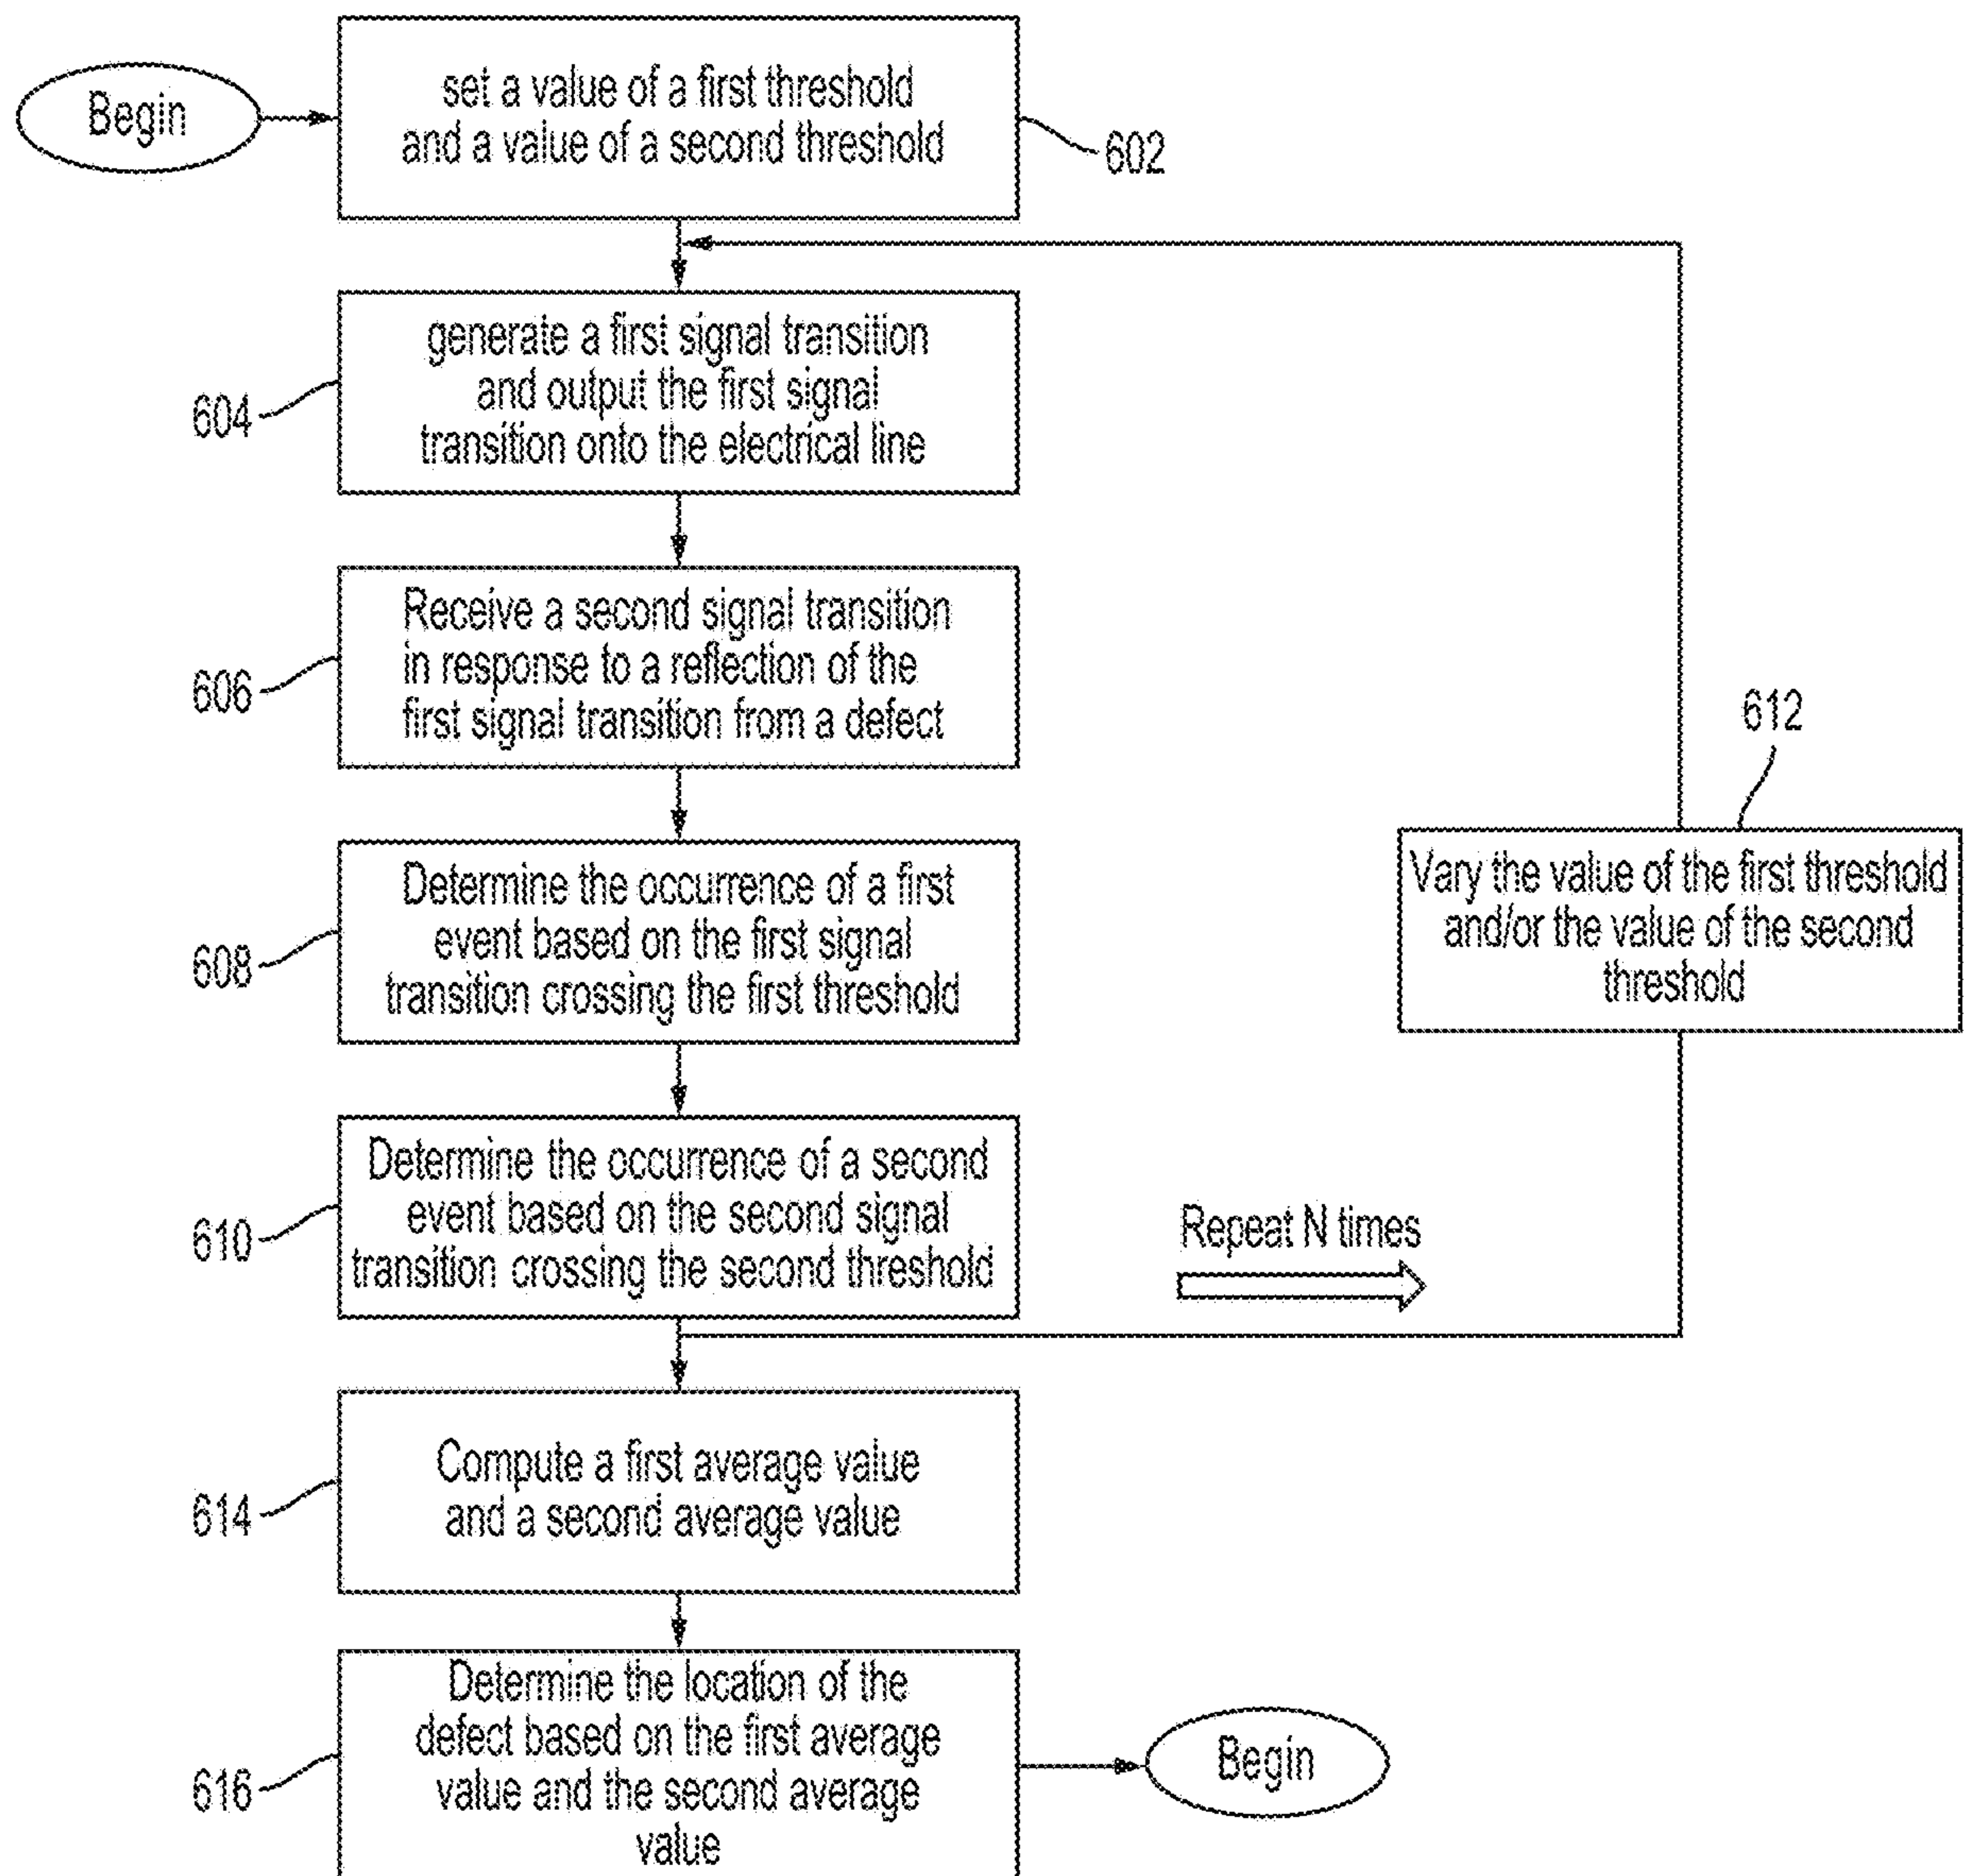 Begin
set a value of a first threshold
and a value of a second threshold
602
generate a first signal transition
and output the first signal
transition onto the electrical line
604
Receive a second signal transition
in response to a reflection of the
first signal transition from a defect
606
612
Vary the value of the first threshold
and/or the value of the second
threshold
Determine the occurrence of a first
event based on the first signal
transition crossing the first threshold
608
Determine the occurrence of a second
event based on the second signal
transition crossing the second threshold
610
Repeat N times
Compute a first average value
and a second average value
614
Determine the location of the
defect based on the first average
value and the second average
value
616
Begin